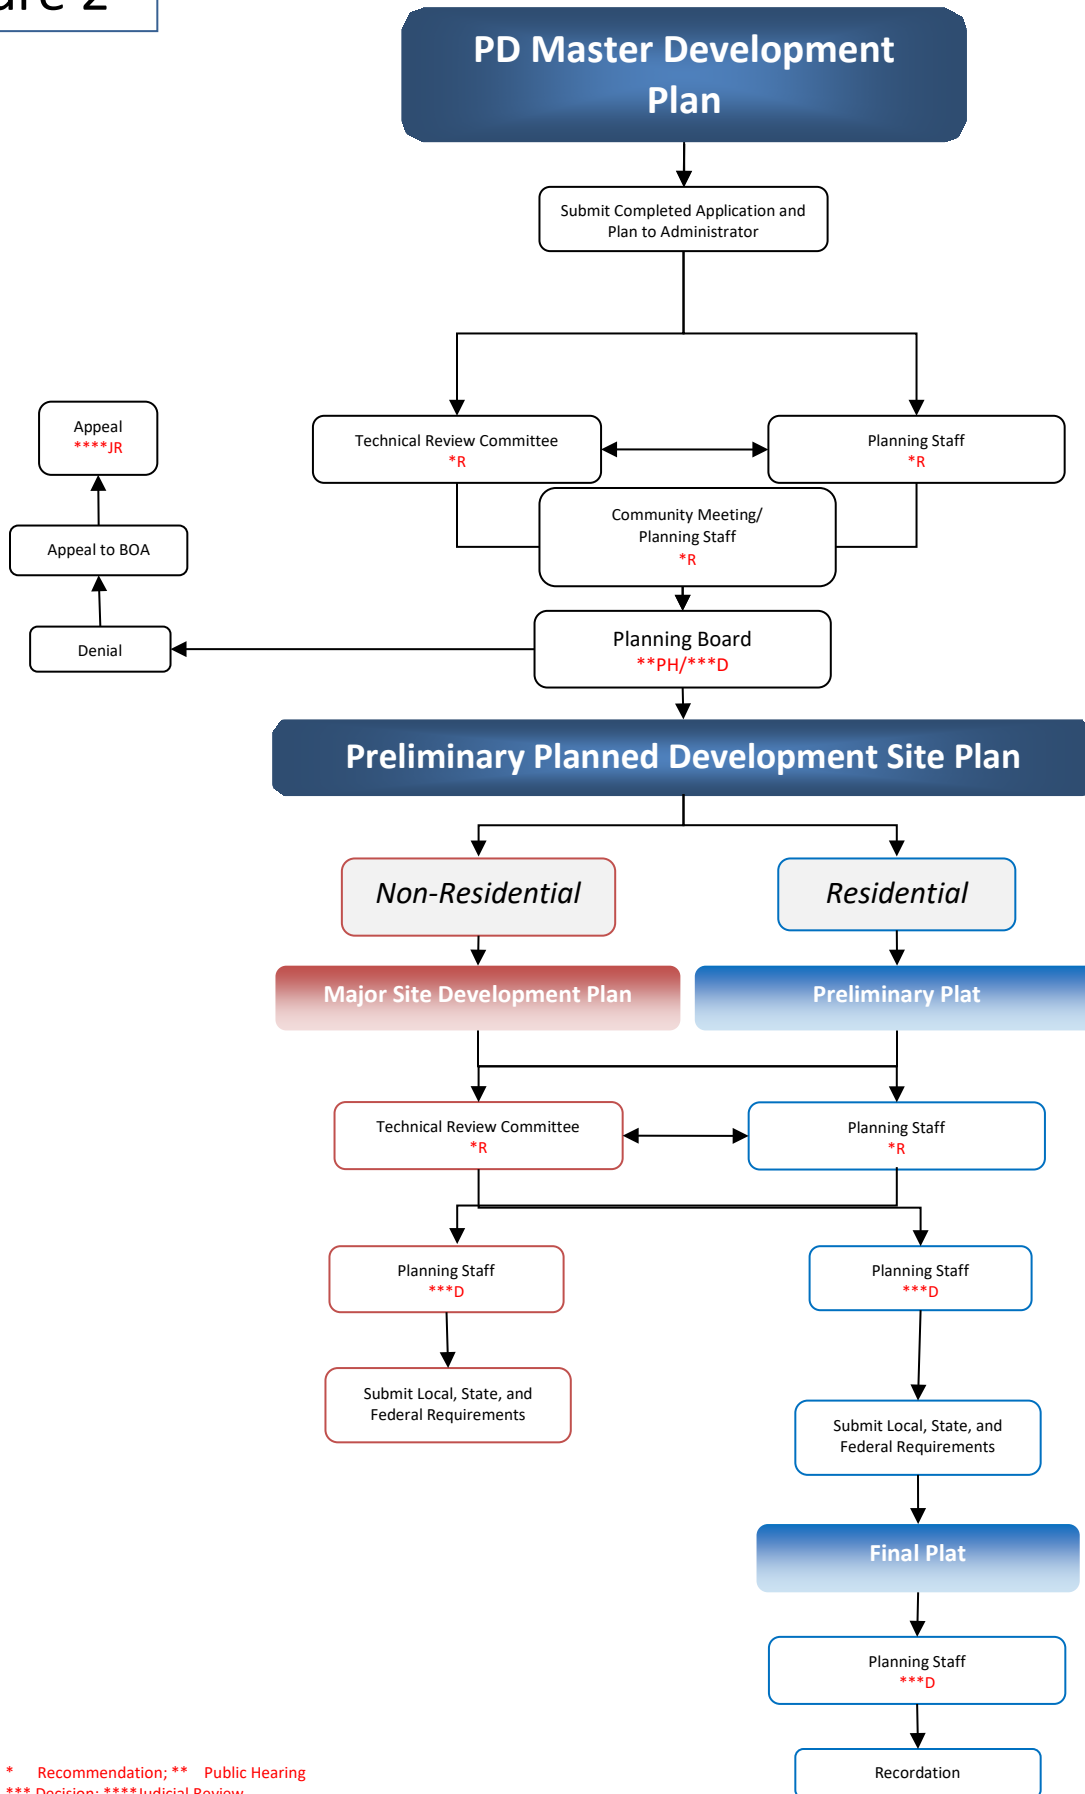 PD Master Development
Plan
Submit Completed Application and
Plan to Administrator
Technical Review Committee
*R
Planning Staff
*R
Appeal
****JR
Community Meeting/
Planning Staff
*R
Appeal to BOA
Planning Board
**PH/***D
Denial
Preliminary Planned Development Site Plan
Non-Residential
Residential
Major Site Development Plan
Preliminary Plat
Technical Review Committee
*R
Planning Staff
*R
Planning Staff
***D
Planning Staff
***D
Submit Local, State, and
Federal Requirements
Submit Local, State, and
Federal Requirements
Final Plat
Planning Staff
***D
Recordation
* Recommendation; ** Public Hearing
*** Decision; ****Judicial Review